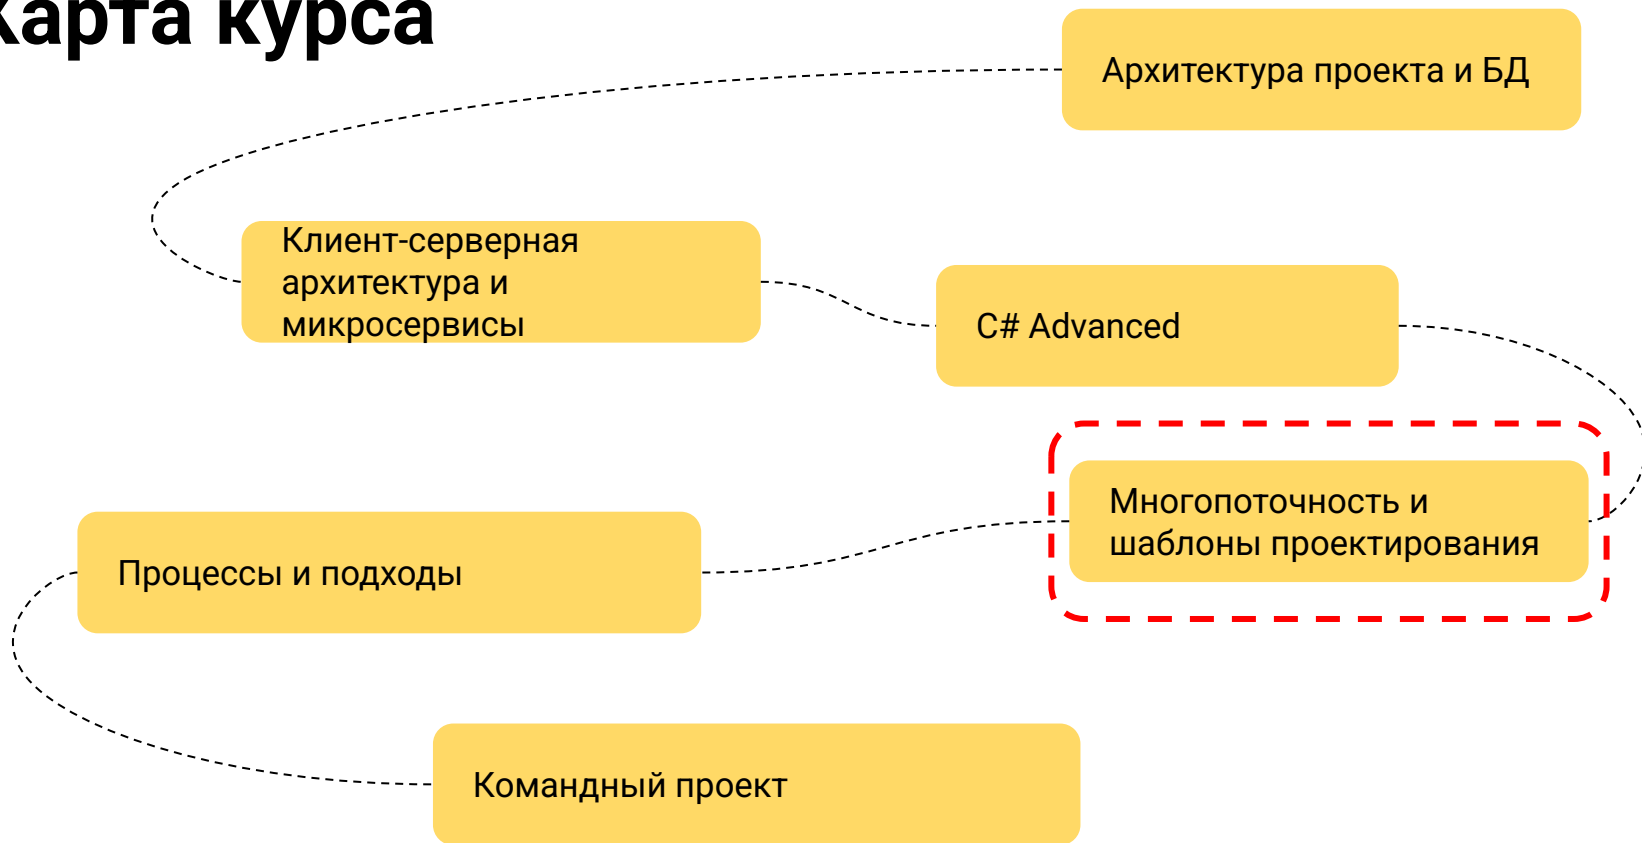 Карта курса
Архитектура проекта и БД
Клиент-серверная
архитектура и
микросервисы
C# Advanced
Многопоточность и
шаблоны проектирования
Процессы и подходы
Командный проект